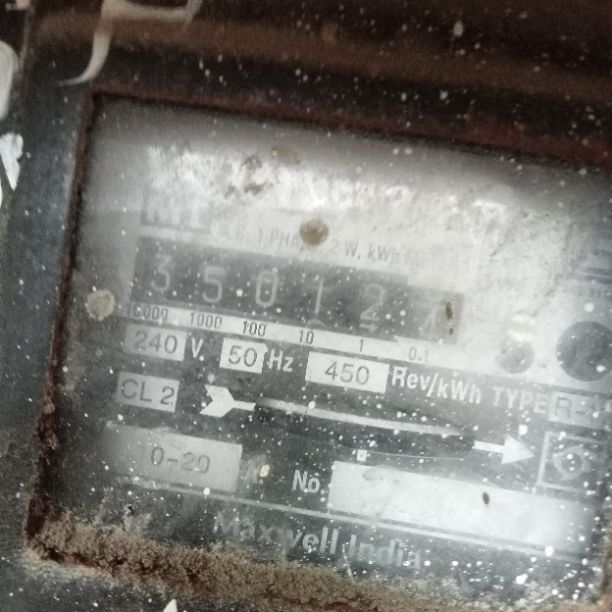 1 PHA 2 W, kWh
3 5 0 1 2
10000 1000 100 10 1 0.1
240 V. 50 Hz 450 Rev/kWh TYPE R-
CL 2
0-20 No.
Maxwell India